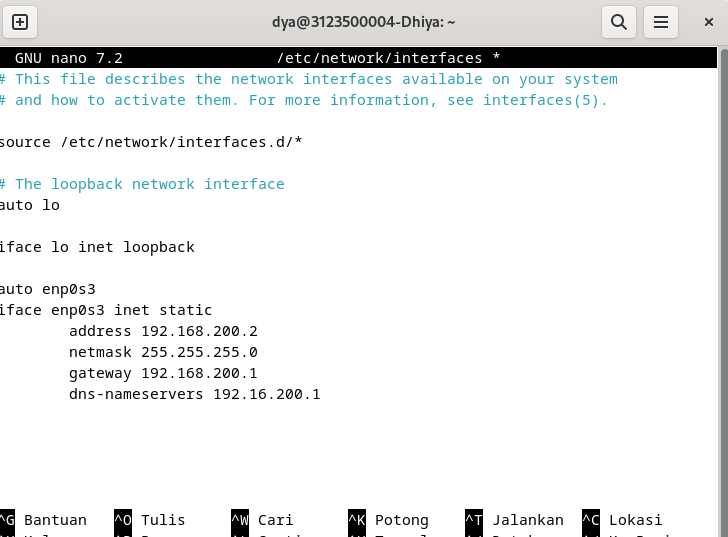 dya@3123500004-Dhiya: ~
GNU nano 7.2 /etc/network/interfaces *
# This file describes the network interfaces available on your system
# and how to activate them. For more information, see interfaces(5).
source /etc/network/interfaces.d/*
# The loopback network interface
auto lo
iface lo inet loopback
auto enp0s3
iface enp0s3 inet static
address 192.168.200.2
netmask 255.255.255.0
gateway 192.168.200.1
dns-nameservers 192.16.200.1
^G Bantuan ^O Tulis ^W Cari ^K Potong ^T Jalankan ^C Lokasi